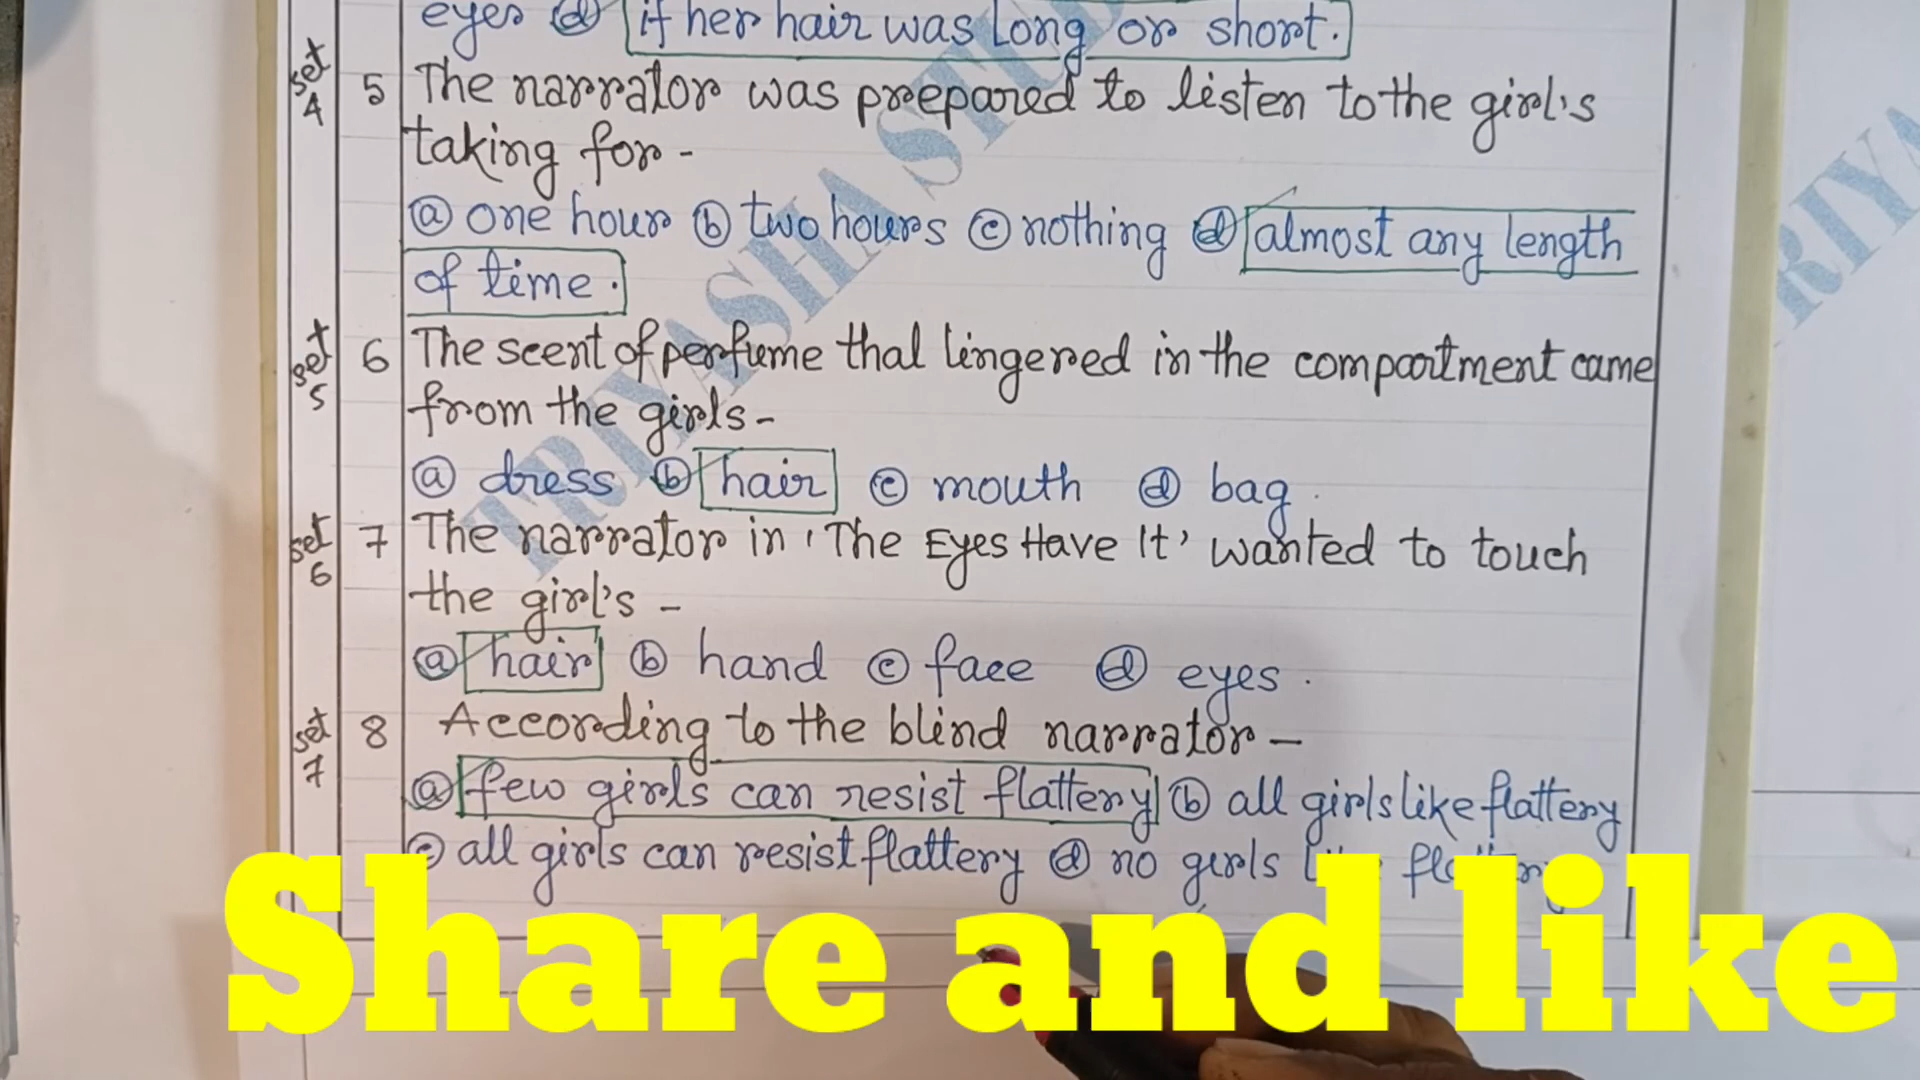 eyes ⓓ if her hair was long or short.
set 4 5 The narrator was prepared to listen to the girl's
taking for -
ⓐ one hour ⓑ two hours ⓒ nothing ⓓ almost any length
of time.
set 5 6 The scent of perfume thal lingered in the compartment came
from the girls -
ⓐ dress ⓑ hair ⓒ mouth ⓓ bag.
set 6 7 The narrator in 'The Eyes Have It' wanted to touch
the girl's -
ⓐ hair ⓑ hand ⓒ face ⓓ eyes.
set 7 8 According to the blind narrator -
ⓐ few girls can resist flattery ⓑ all girls like flattery
ⓒ all girls can resist flattery ⓓ no girls
Share and like
TRIYASHA STU
RIYA